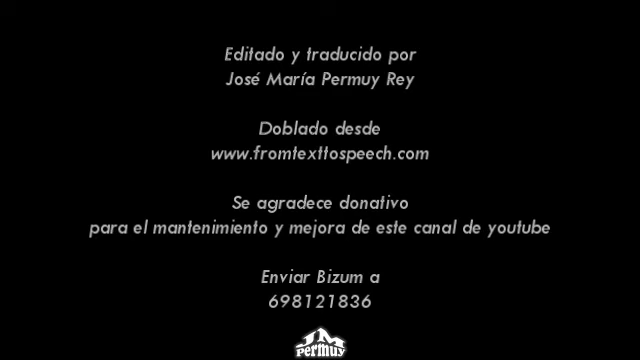 Editado y traducido por
José María Permuy Rey
Doblado desde
www.fromtexttospeech.com
Se agradece donativo
para el mantenimiento y mejora de este canal de youtube
Enviar Bizum a
698121836
JM
Permuy